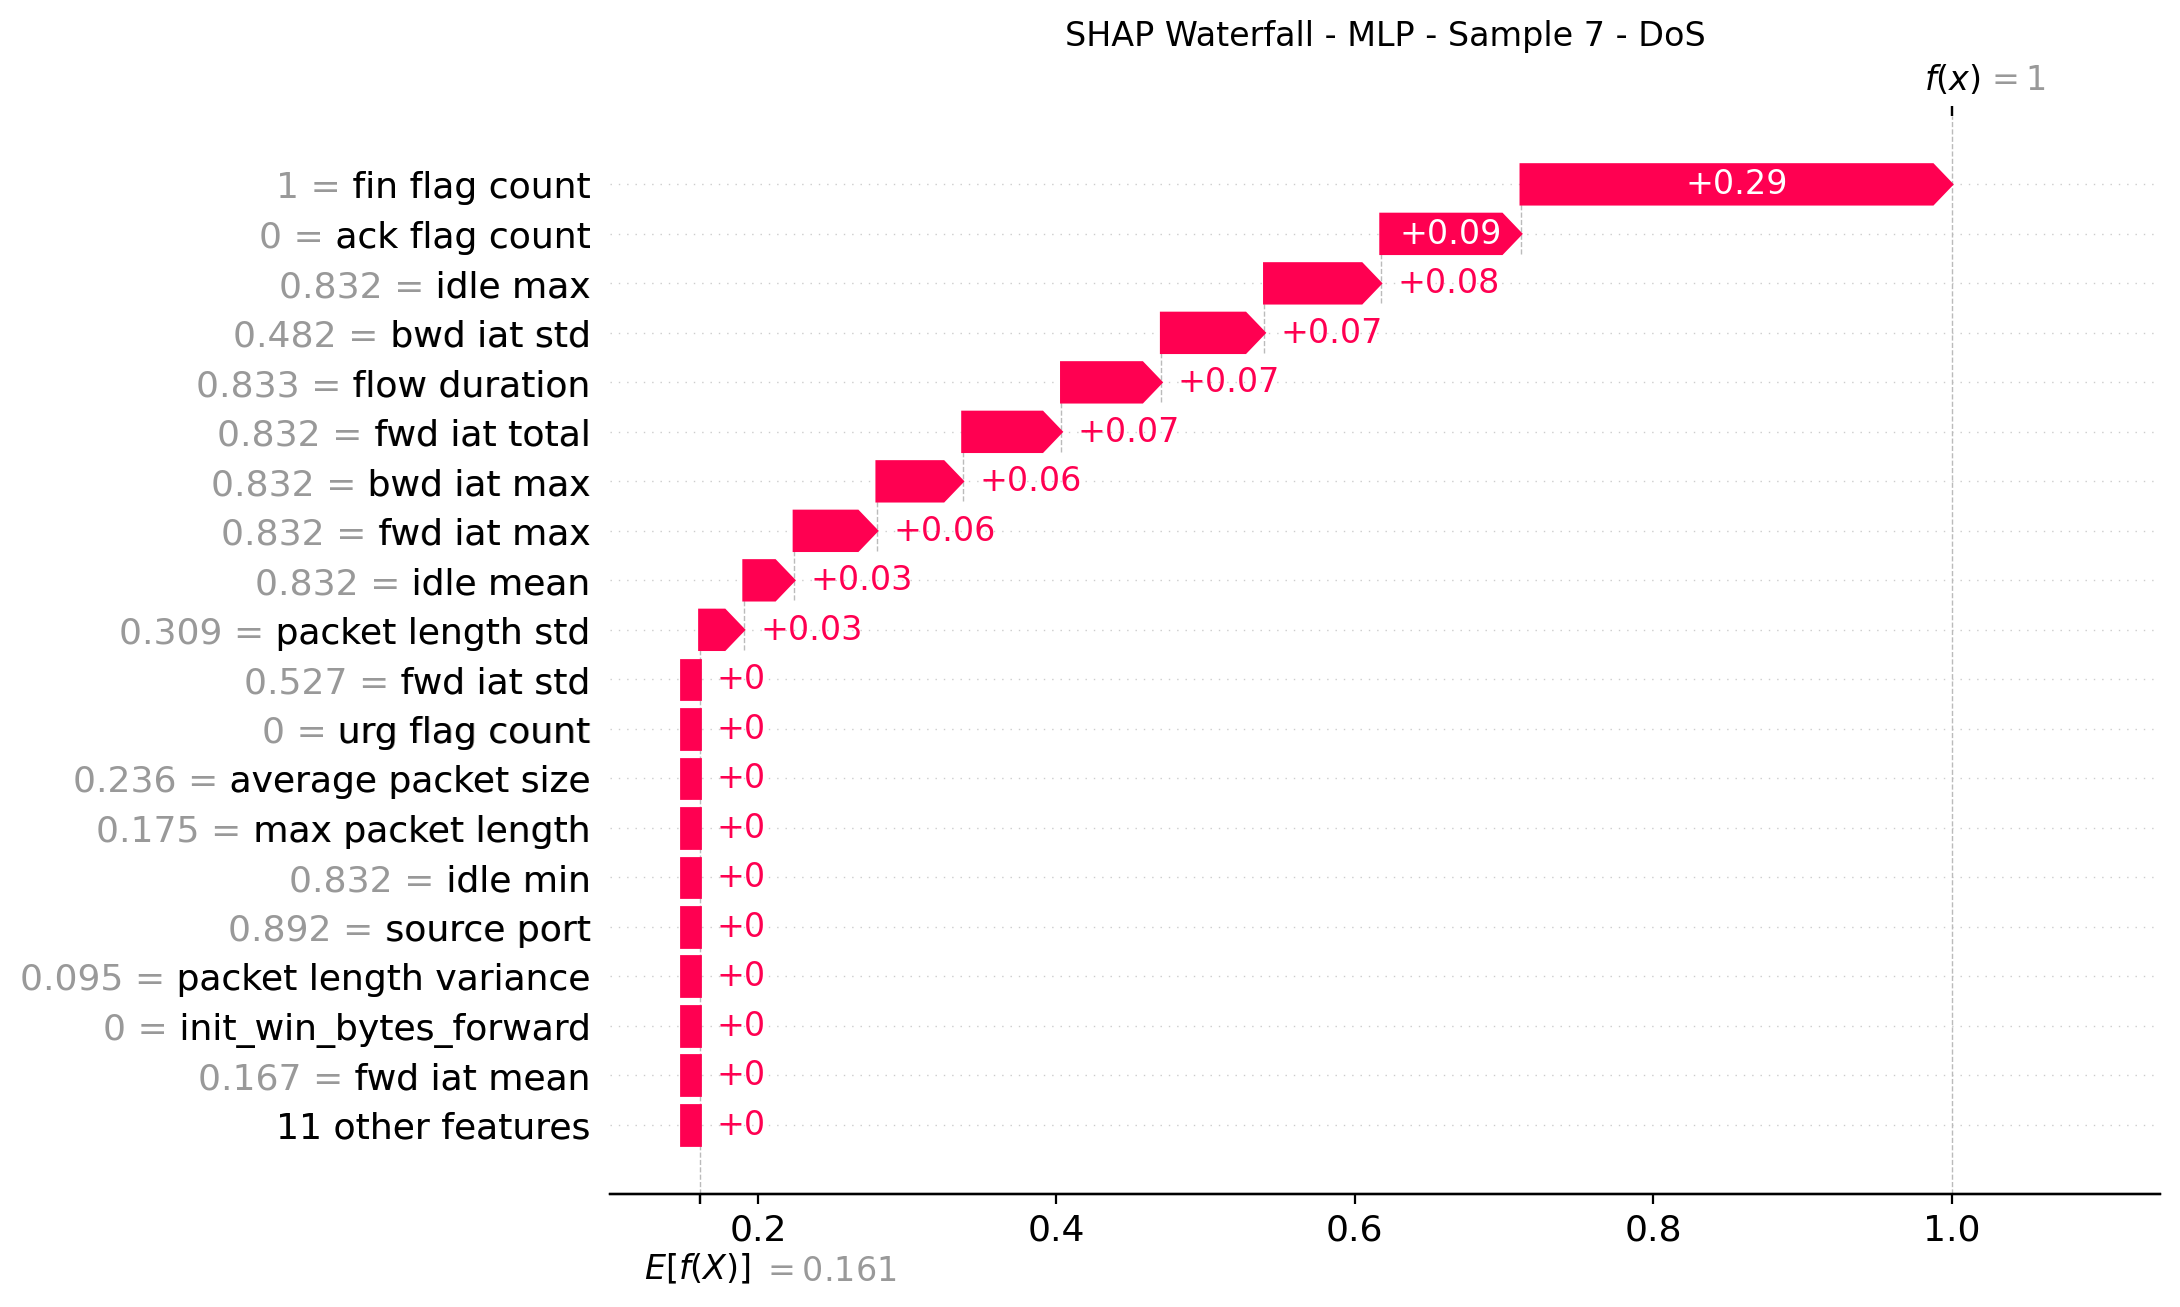 SHAP Waterfall - MLP - Sample 7 - DoS
f(x) = 1
1 = fin flag count +0.29
0 = ack flag count +0.09
0.832 = idle max +0.08
0.482 = bwd iat std +0.07
0.833 = flow duration +0.07
0.832 = fwd iat total +0.07
0.832 = bwd iat max +0.06
0.832 = fwd iat max +0.06
0.832 = idle mean +0.03
0.309 = packet length std +0.03
0.527 = fwd iat std +0
0 = urg flag count +0
0.236 = average packet size +0
0.175 = max packet length +0
0.832 = idle min +0
0.892 = source port +0
0.095 = packet length variance +0
0 = init_win_bytes_forward +0
0.167 = fwd iat mean +0
11 other features +0
0.2 0.4 0.6 0.8 1.0
E[f(X)] = 0.161